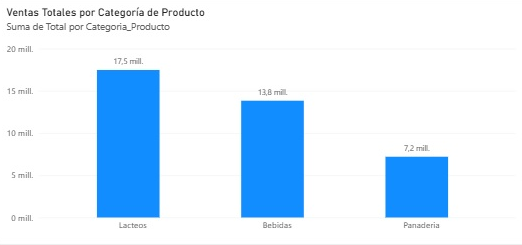 Ventas Totales por Categoría de Producto
Suma de Total por Categoria_Producto
20 mill.
15 mill.
10 mill.
5 mill.
0 mill.
17,5 mill.
13,8 mill.
7,2 mill.
Lacteos
Bebidas
Panaderia